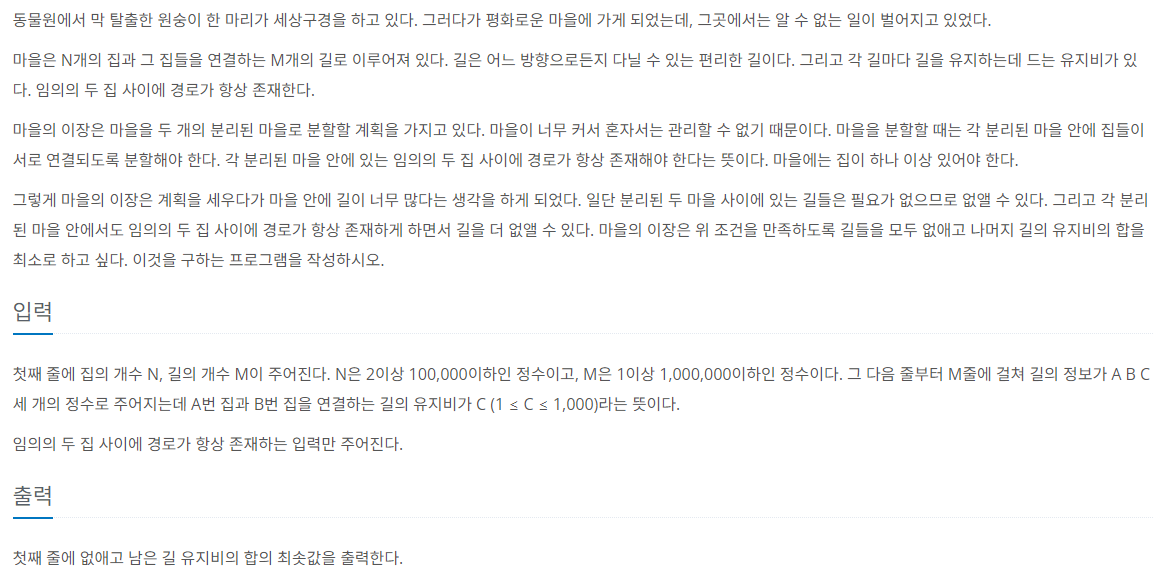 동물원에서 막 탈출한 원숭이 한 마리가 세상구경을 하고 있다. 그러다가 평화로운 마을에 가게 되었는데, 그곳에서는 알 수 없는 일이 벌어지고 있었다.
마을은 N개의 집과 그 집들을 연결하는 M개의 길로 이루어져 있다. 길은 어느 방향으로든지 다닐 수 있는 편리한 길이다. 그리고 각 길마다 길을 유지하는데 드는 유지비가 있
다. 임의의 두 집 사이에 경로가 항상 존재한다.
마을의 이장은 마을을 두 개의 분리된 마을로 분할할 계획을 가지고 있다. 마을이 너무 커서 혼자서는 관리할 수 없기 때문이다. 마을을 분할할 때는 각 분리된 마을 안에 집들이
서로 연결되도록 분할해야 한다. 각 분리된 마을 안에 있는 임의의 두 집 사이에 경로가 항상 존재해야 한다는 뜻이다. 마을에는 집이 하나 이상 있어야 한다.
그렇게 마을의 이장은 계획을 세우다가 마을 안에 길이 너무 많다는 생각을 하게 되었다. 일단 분리된 두 마을 사이에 있는 길들은 필요가 없으므로 없앨 수 있다. 그리고 각 분리
된 마을 안에서도 임의의 두 집 사이에 경로가 항상 존재하게 하면서 길을 더 없앨 수 있다. 마을의 이장은 위 조건을 만족하도록 길들을 모두 없애고 나머지 길의 유지비의 합을
최소로 하고 싶다. 이것을 구하는 프로그램을 작성하시오.
입력
첫째 줄에 집의 개수 N, 길의 개수 M이 주어진다. N은 2이상 100,000이하인 정수이고, M은 1이상 1,000,000이하인 정수이다. 그 다음 줄부터 M줄에 걸쳐 길의 정보가 A B C
세 개의 정수로 주어지는데 A번 집과 B번 집을 연결하는 길의 유지비가 C (1 ≤ C ≤ 1,000)라는 뜻이다.
임의의 두 집 사이에 경로가 항상 존재하는 입력만 주어진다.
출력
첫째 줄에 없애고 남은 길 유지비의 합의 최솟값을 출력한다.